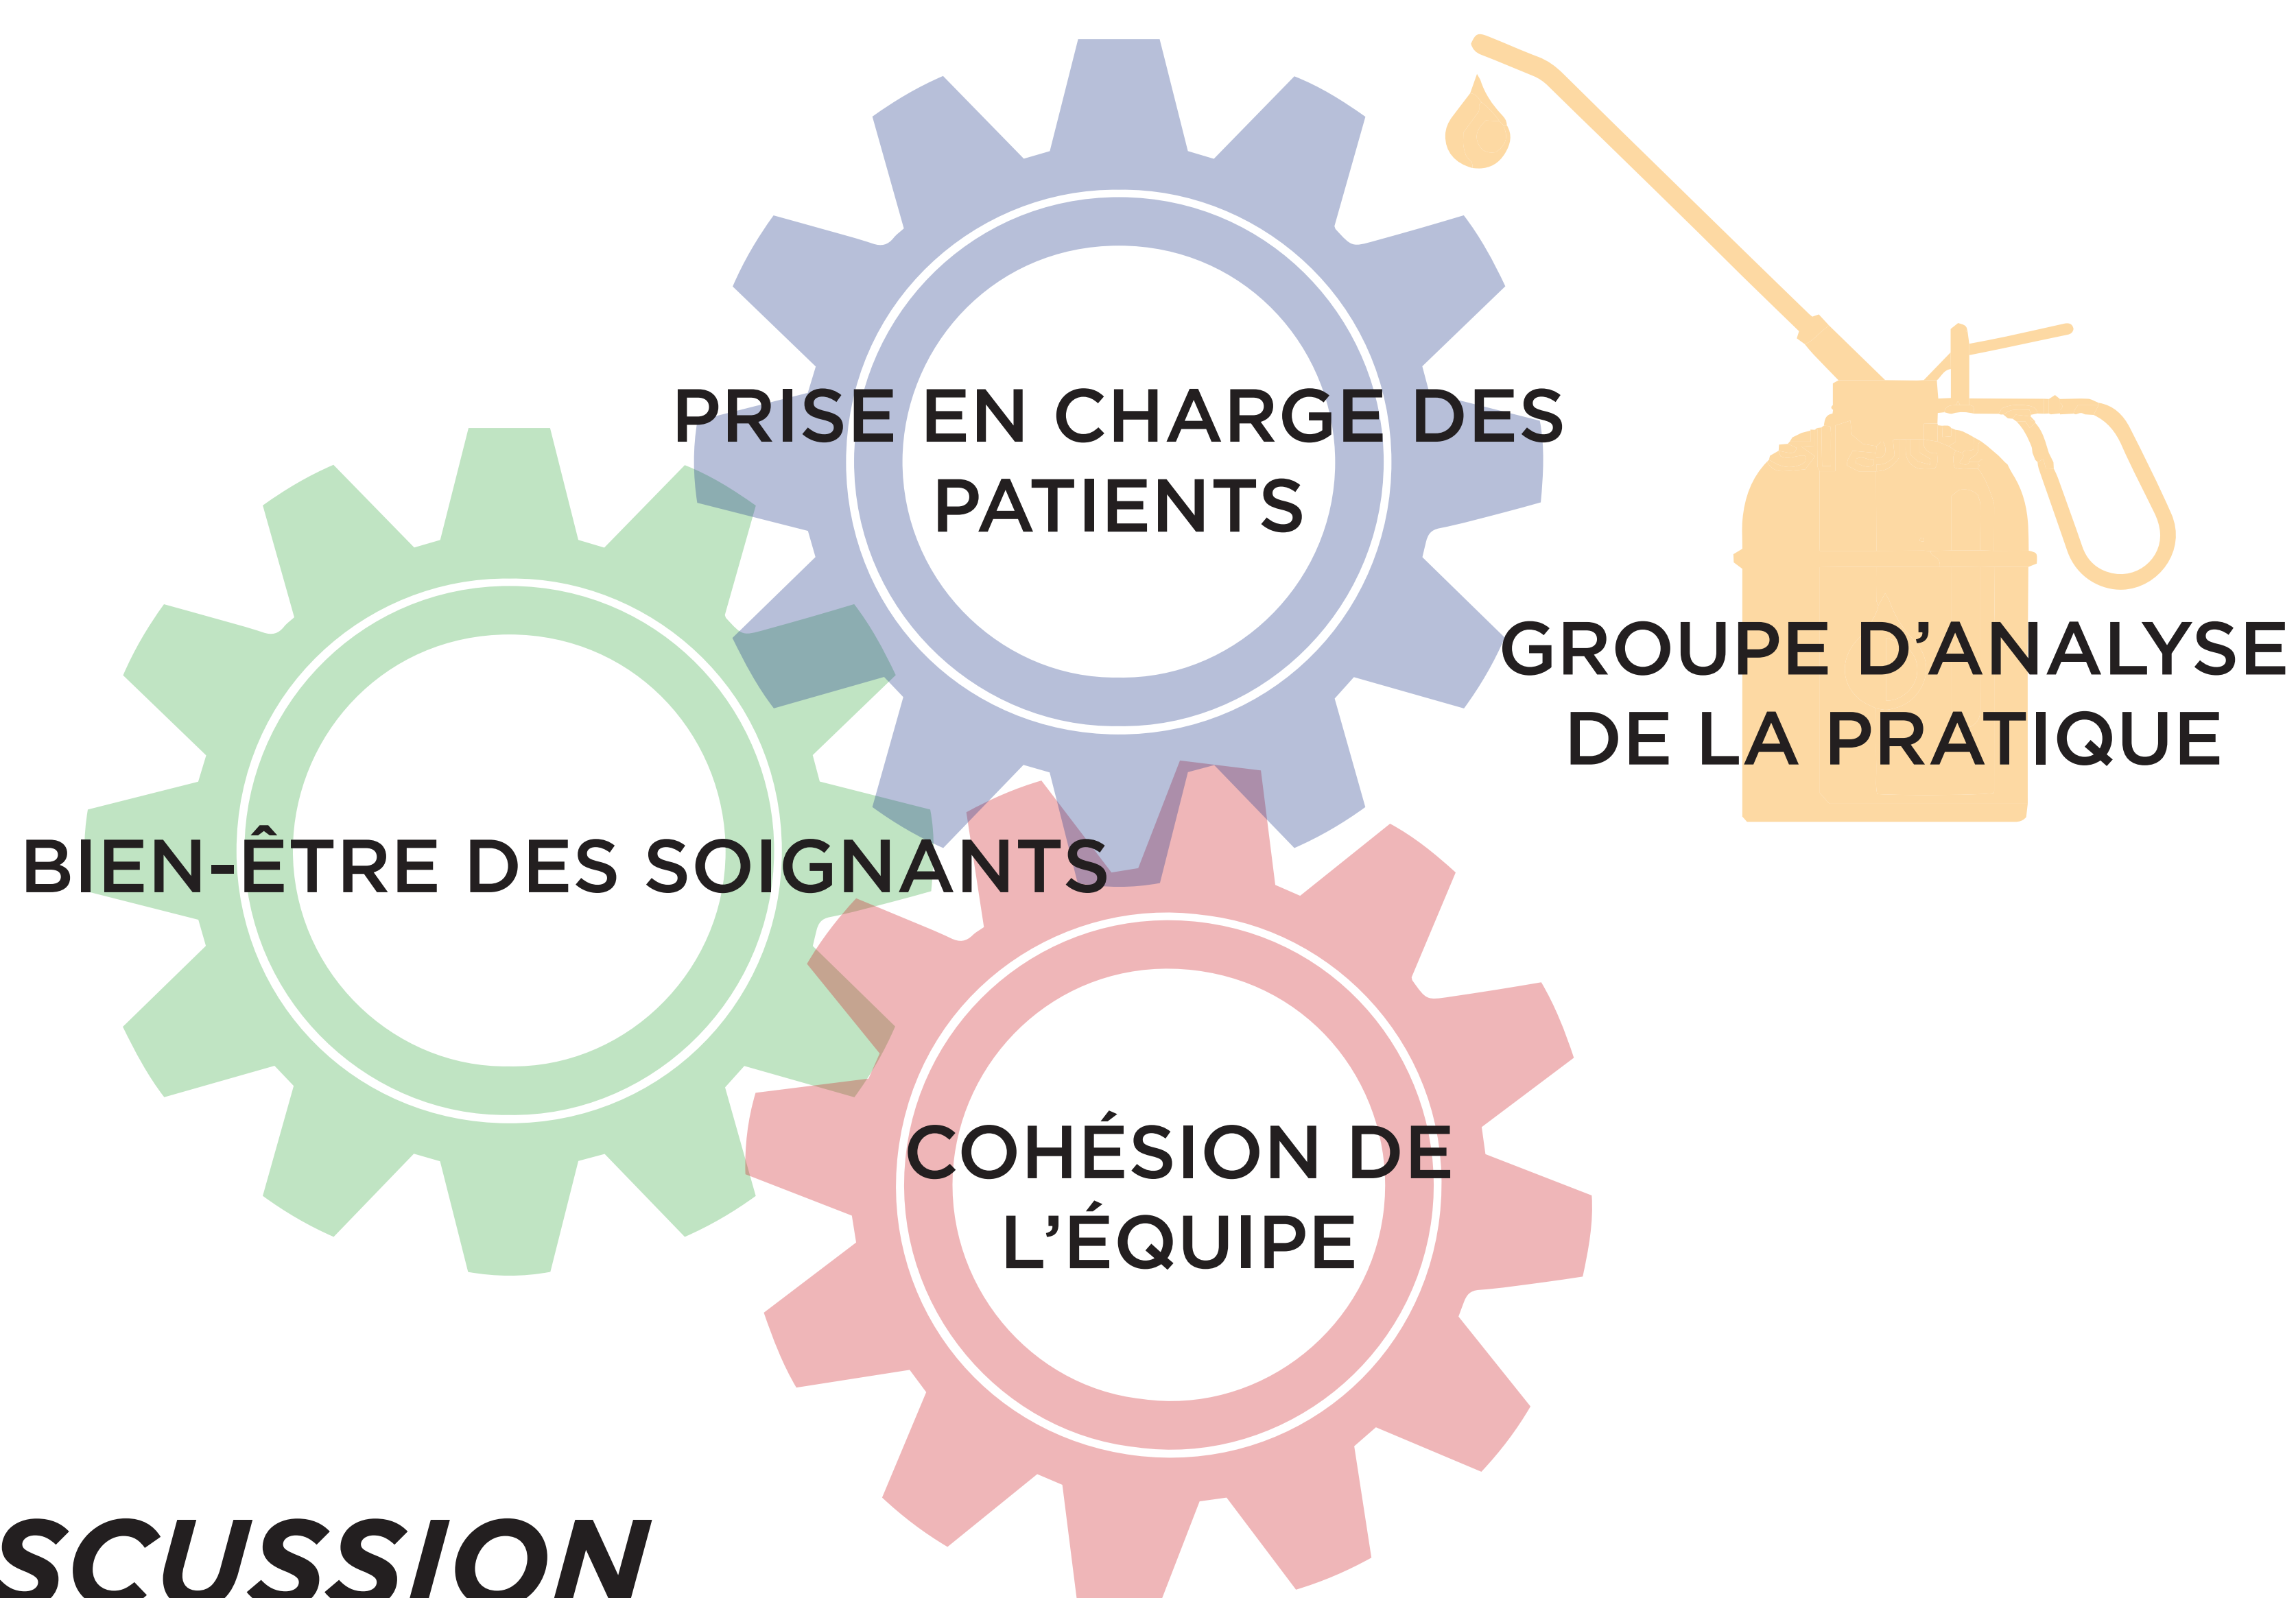 PRISE EN CHARGE DES
PATIENTS
GROUPE D’ANALYSE
DE LA PRATIQUE
BIEN-ÊTRE DES SOIGNANTS
COHÉSION DE
L’ÉQUIPE
SCUSSION